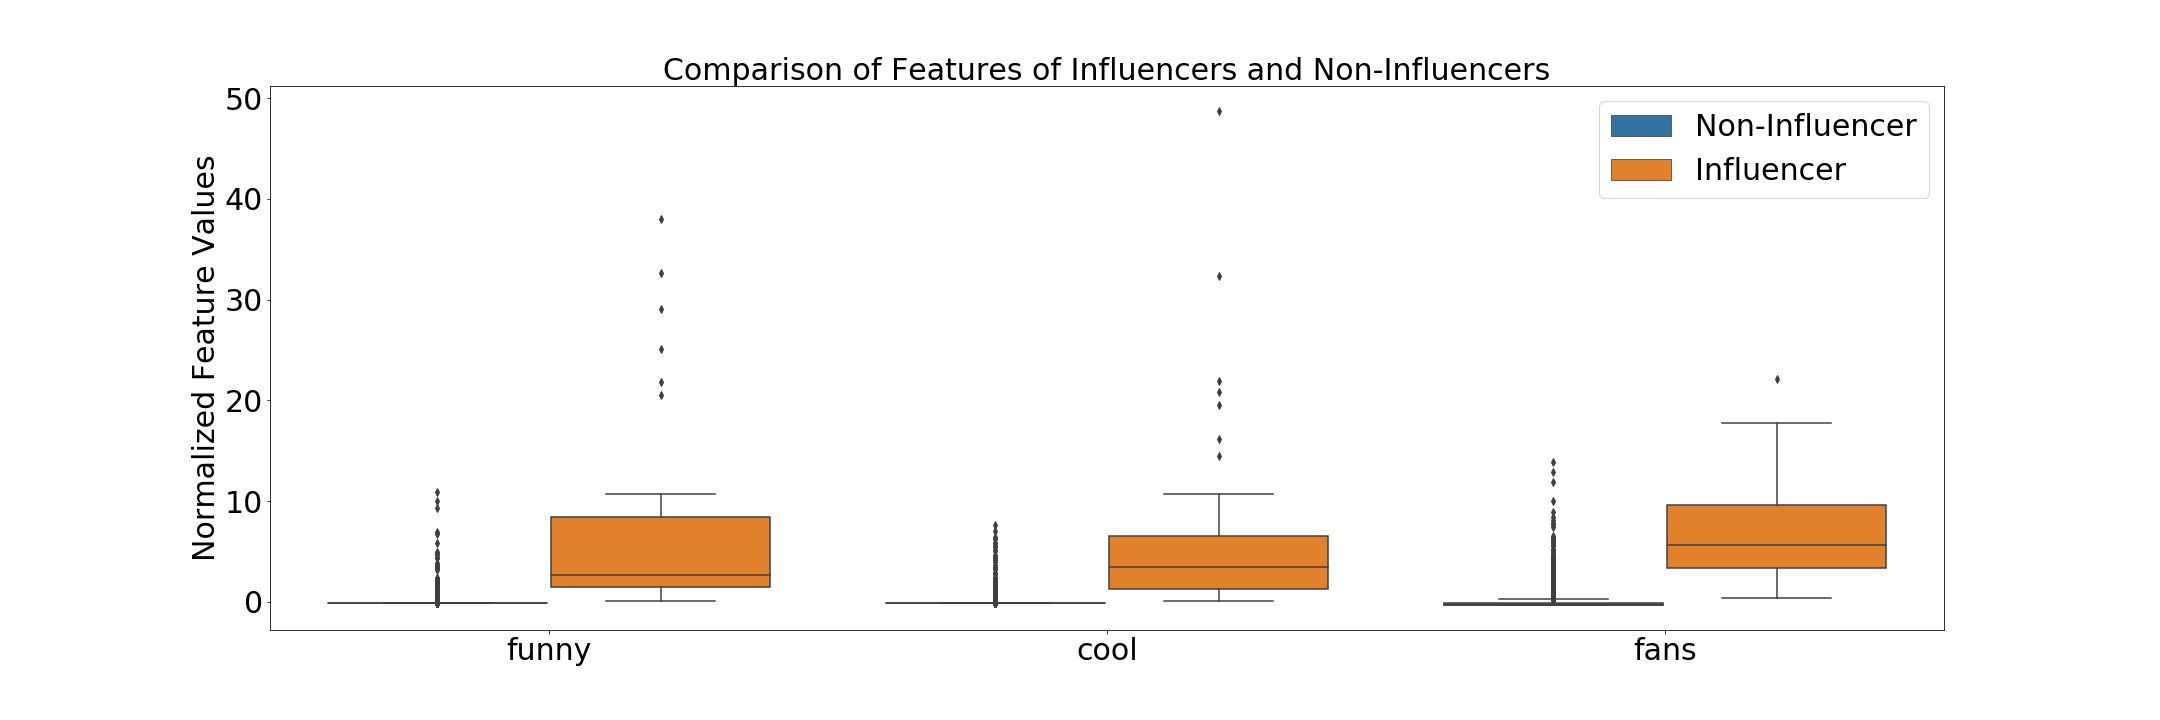 Comparison of Features of Influencers and Non-Influencers
Normalized Feature Values
50
40
30
20
10
0
Non-Influencer
Influencer
funny
cool
fans